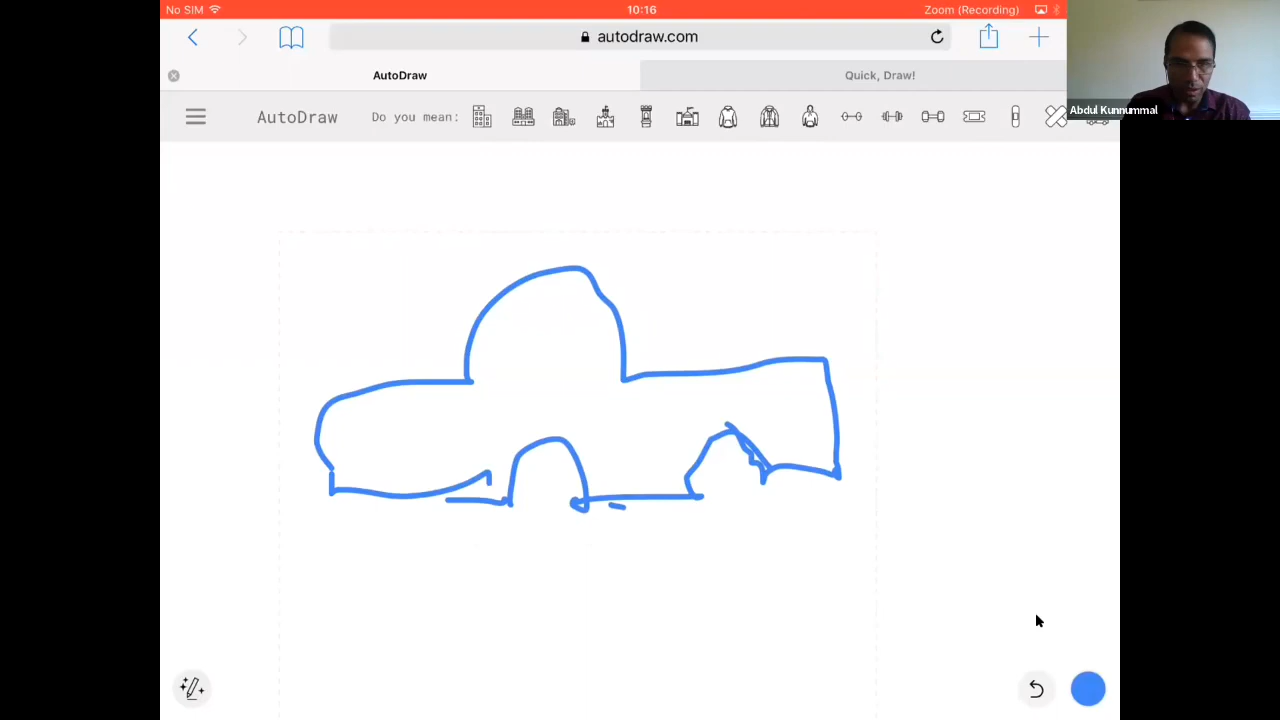 No SIM
10:16
Zoom (Recording)
autodraw.com
AutoDraw
Quick, Draw!
AutoDraw
Do you mean:
Abdul Kunnummal